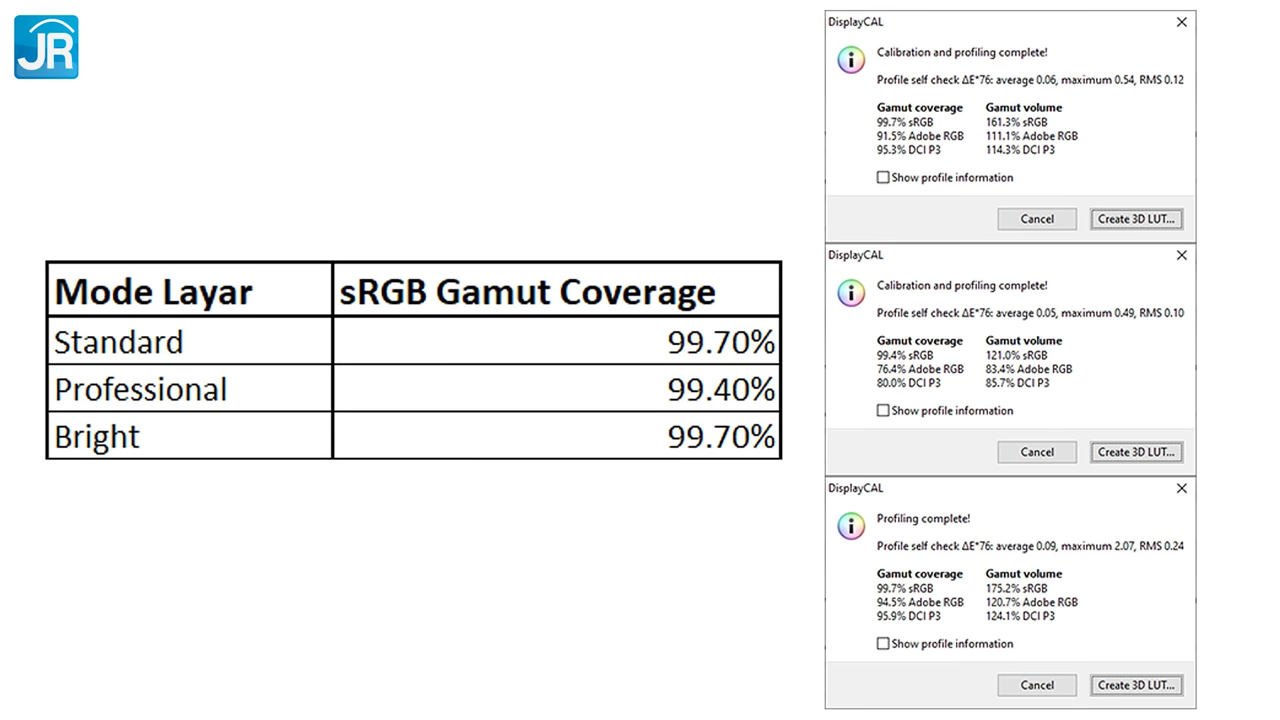 JR
Mode Layar sRGB Gamut Coverage
Standard 99.70%
Professional 99.40%
Bright 99.70%
DisplayCAL
Calibration and profiling complete!
Profile self check ΔE*76: average 0.06, maximum 0.54, RMS 0.12
Gamut coverage Gamut volume
99.7% sRGB 161.3% sRGB
91.5% Adobe RGB 111.1% Adobe RGB
95.3% DCI P3 114.3% DCI P3
Show profile information
Cancel Create 3D LUT...
DisplayCAL
Calibration and profiling complete!
Profile self check ΔE*76: average 0.05, maximum 0.49, RMS 0.10
Gamut coverage Gamut volume
99.4% sRGB 121.0% sRGB
76.4% Adobe RGB 83.4% Adobe RGB
80.0% DCI P3 85.7% DCI P3
Show profile information
Cancel Create 3D LUT...
DisplayCAL
Profiling complete!
Profile self check ΔE*76: average 0.09, maximum 2.07, RMS 0.24
Gamut coverage Gamut volume
99.7% sRGB 175.2% sRGB
94.5% Adobe RGB 120.7% Adobe RGB
95.9% DCI P3 124.1% DCI P3
Show profile information
Cancel Create 3D LUT...